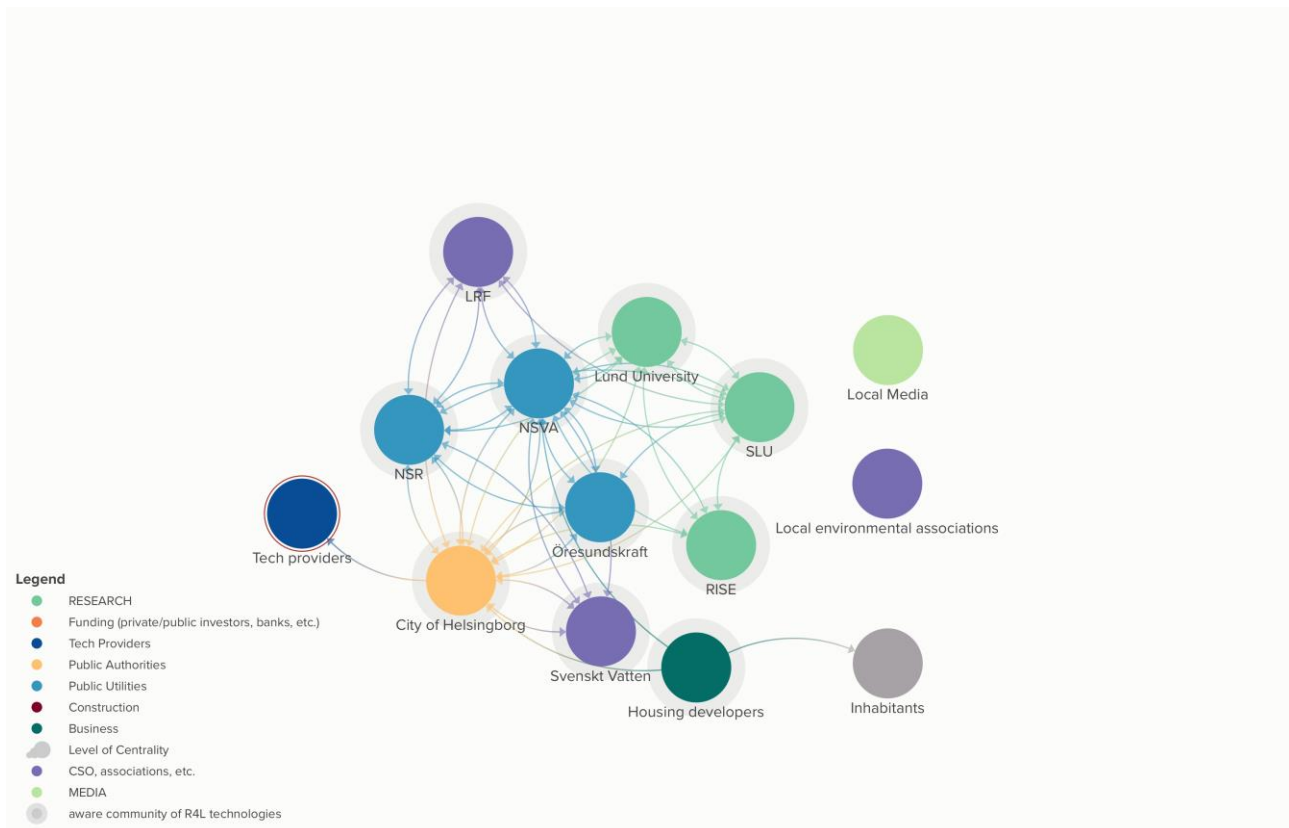 LRF
Lund University
Local Media
NSVA
SLU
NSR
Local environmental associations
Öresundskraft
Tech providers
RISE
City of Helsingborg
Svenskt Vatten
Housing developers
Inhabitants
Legend
RESEARCH
Funding (private/public investors, banks, etc.)
Tech Providers
Public Authorities
Public Utilities
Construction
Business
Level of Centrality
CSO, associations, etc.
MEDIA
aware community of R4L technologies